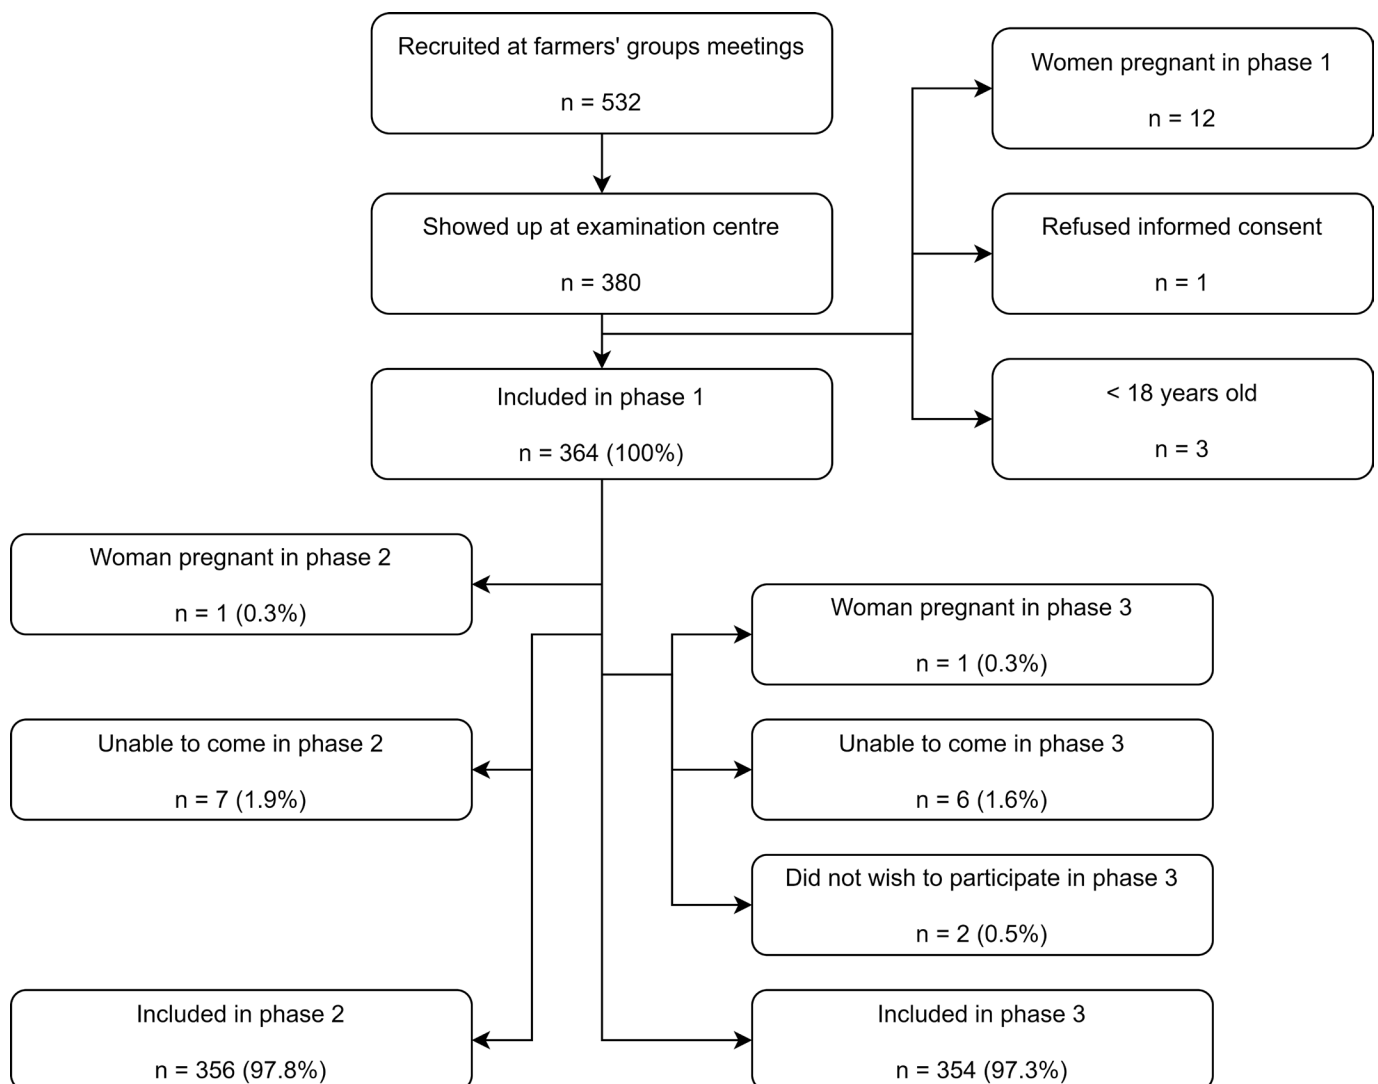 Recruited at farmers' groups meetings
n = 532
Women pregnant in phase 1
n = 12
Showed up at examination centre
n = 380
Refused informed consent
n = 1
Included in phase 1
n = 364 (100%)
< 18 years old
n = 3
Woman pregnant in phase 2
n = 1 (0.3%)
Woman pregnant in phase 3
n = 1 (0.3%)
Unable to come in phase 2
n = 7 (1.9%)
Unable to come in phase 3
n = 6 (1.6%)
Did not wish to participate in phase 3
n = 2 (0.5%)
Included in phase 2
n = 356 (97.8%)
Included in phase 3
n = 354 (97.3%)